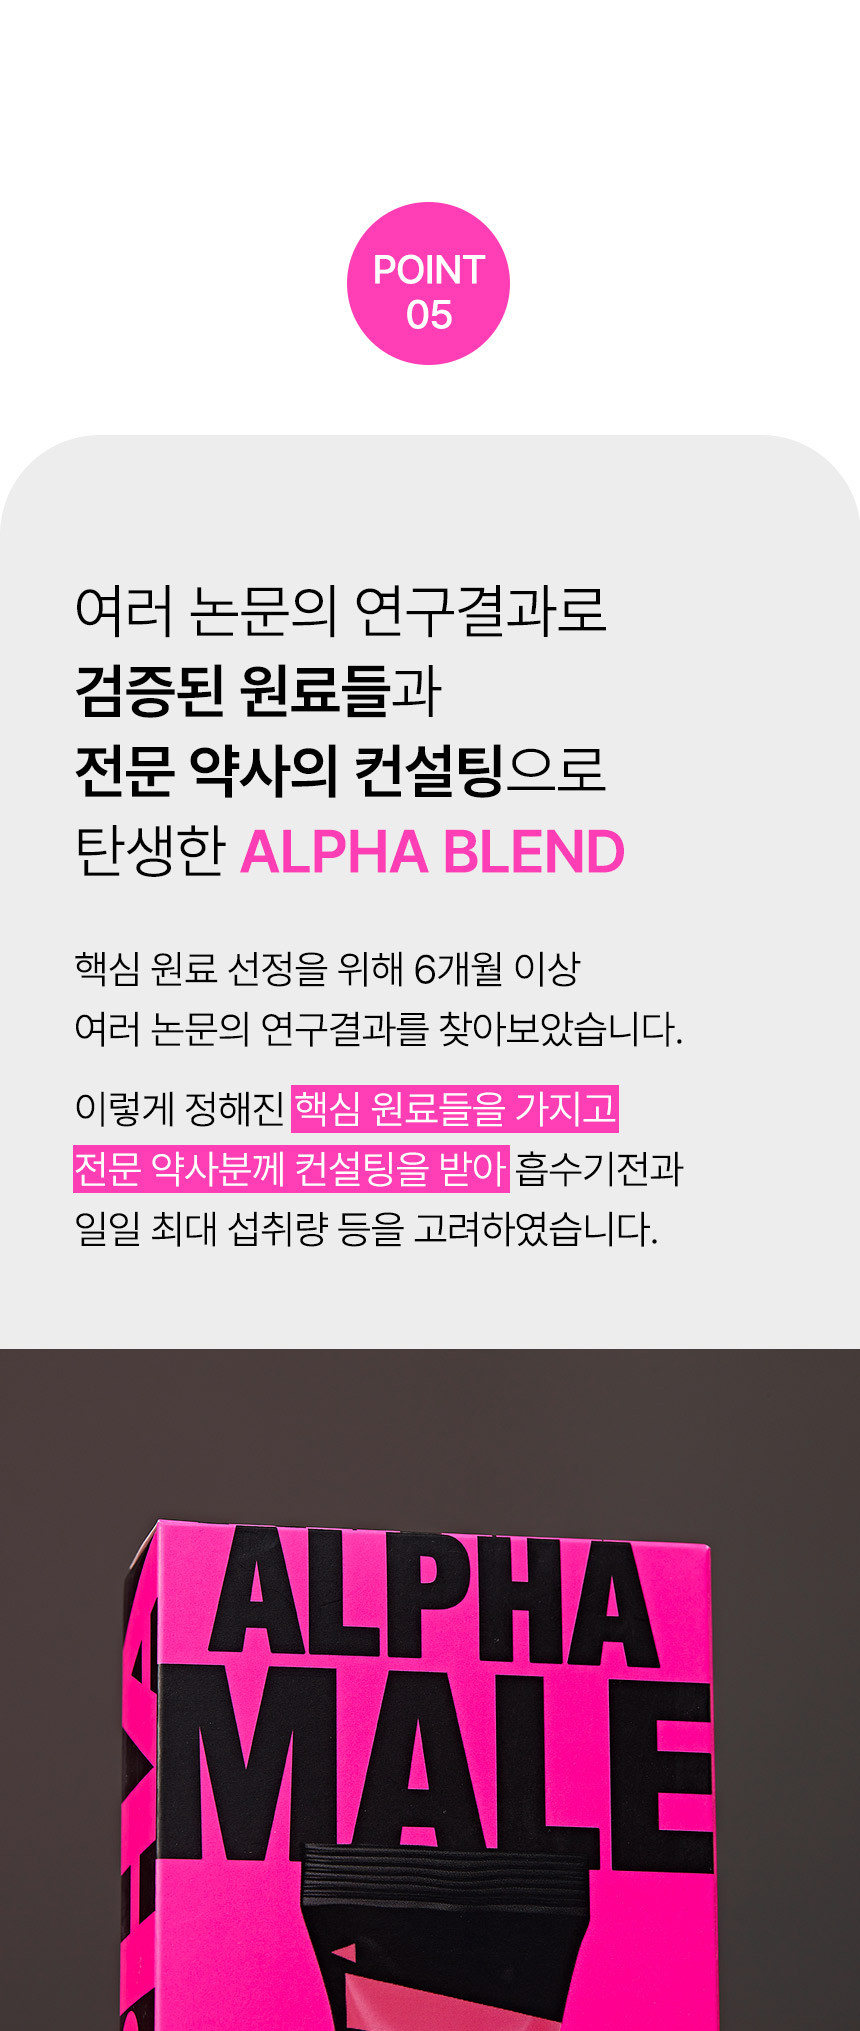 POINT
05
여러 논문의 연구결과로
검증된 원료들과
전문 약사의 컨설팅으로
탄생한 ALPHA BLEND
핵심 원료 선정을 위해 6개월 이상
여러 논문의 연구결과를 찾아보았습니다.
이렇게 정해진 핵심 원료들을 가지고
전문 약사분께 컨설팅을 받아 흡수기전과
일일 최대 섭취량 등을 고려하였습니다.
ALPHA
MALE